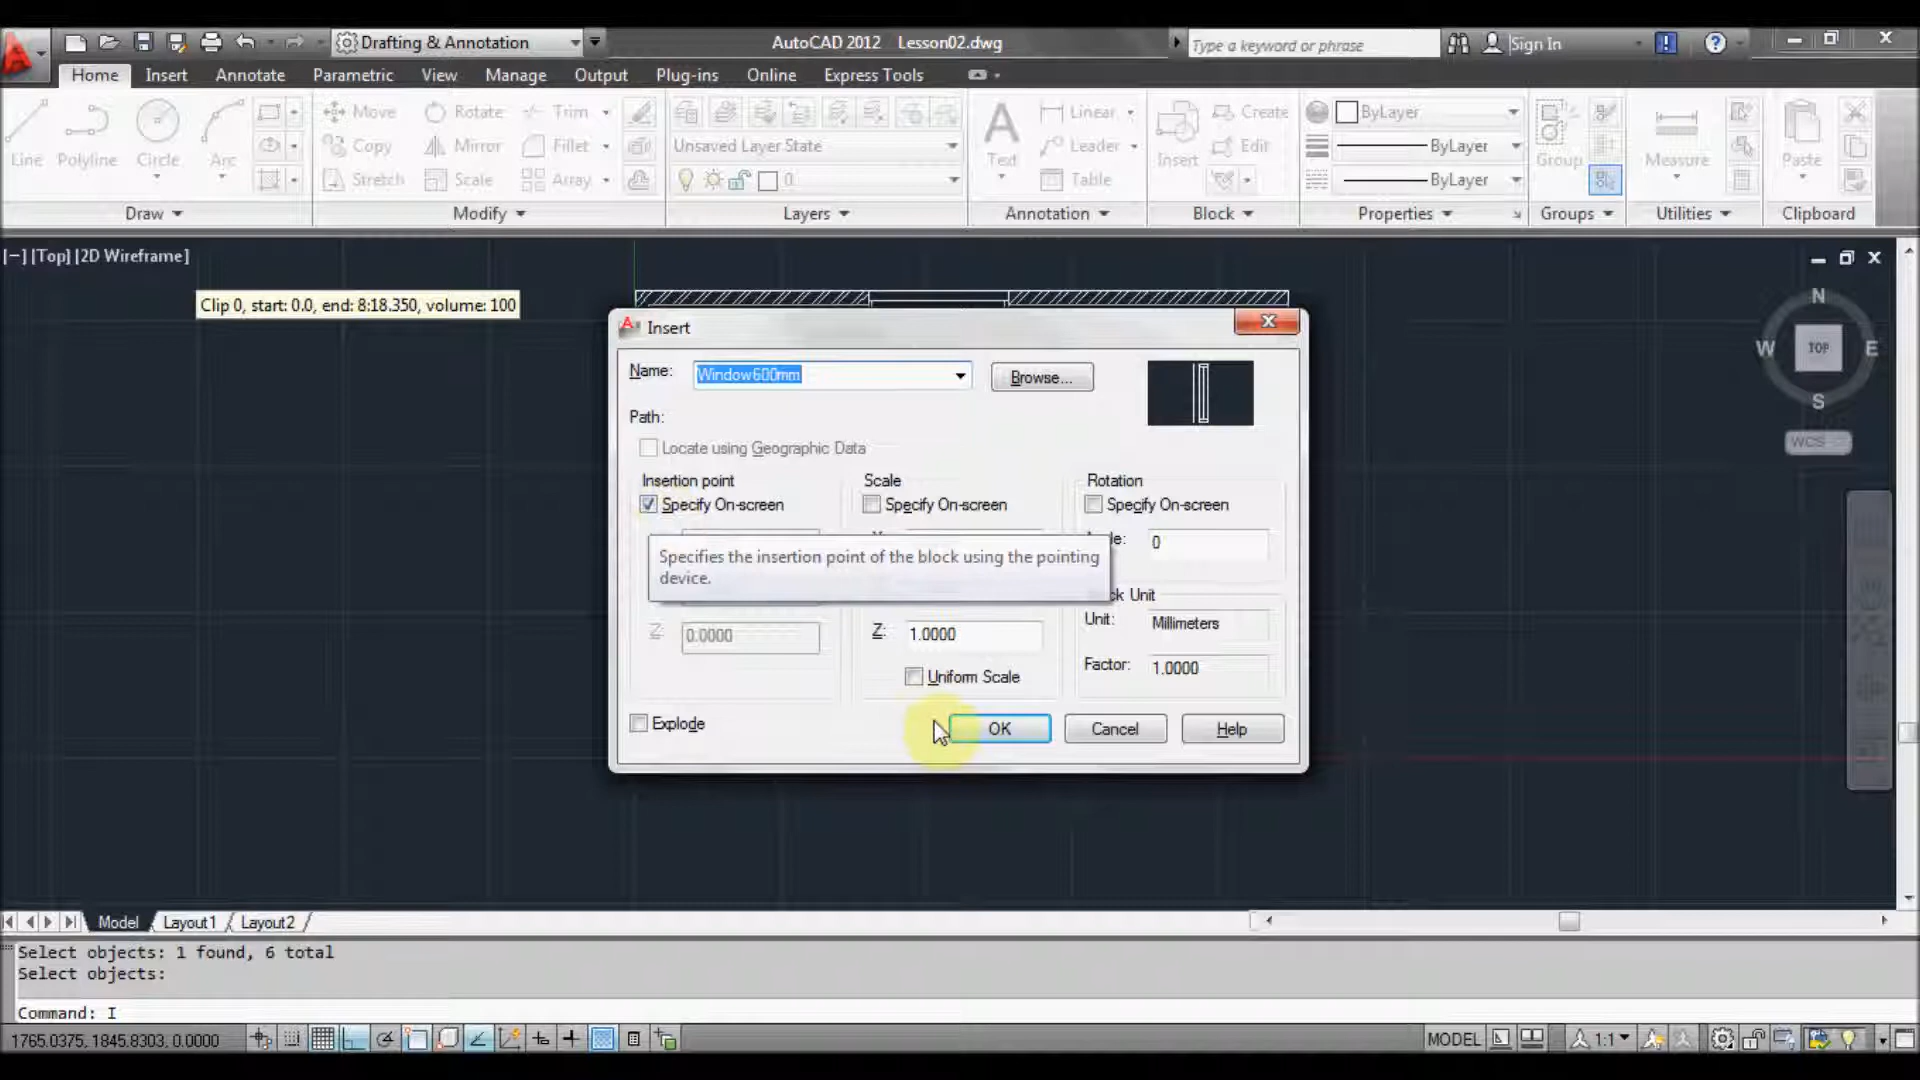 Drafting & Annotation
AutoCAD 2012 Lesson02.dwg
Type a keyword or phrase
Sign In
Home Insert Annotate Parametric View Manage Output Plug-ins Online Express Tools
Line Polyline Circle Arc
Move Rotate Trim
Copy Mirror Fillet
Stretch Scale Array
Unsaved Layer State
0
Text
Linear
Leader
Table
Insert
Create
Edit
ByLayer
ByLayer
ByLayer
Group
Measure
Paste
Draw Modify Layers Annotation Block Properties Groups Utilities Clipboard
[−] [Top] [2D Wireframe]
Clip 0, start: 0.0, end: 8:18.350, volume: 100
N
W TOP E
S
WCS
Insert
Name: Window600mm Browse...
Path:
Locate using Geographic Data
Insertion point Scale Rotation
Specify On-screen Specify On-screen Specify On-screen
0
Specifies the insertion point of the block using the pointing
device.
Unit: Millimeters
Z: 0.0000 Z: 1.0000
Factor: 1.0000
Uniform Scale
Explode
OK Cancel Help
Model Layout1 Layout2
Select objects: 1 found, 6 total
Select objects:
Command: I
1765.0375, 1845.8303, 0.0000
MODEL 1:1